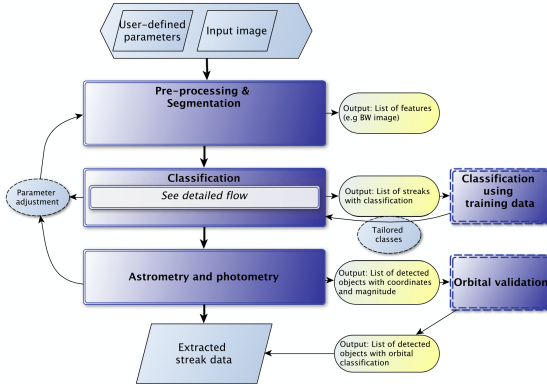 User-defined
parameters
Input image
Pre-processing &
Segmentation
Output: List of features
(e.g BW image)
Classification
See detailed flow
Output: List of streaks
with classification
Classification
using
training data
Parameter
adjustment
Tailored
classes
Astrometry and photometry
Output: List of detected
objects with coordinates
and magnitude
Orbital validation
Extracted
streak data
Output: List of detected
objects with orbital
classification